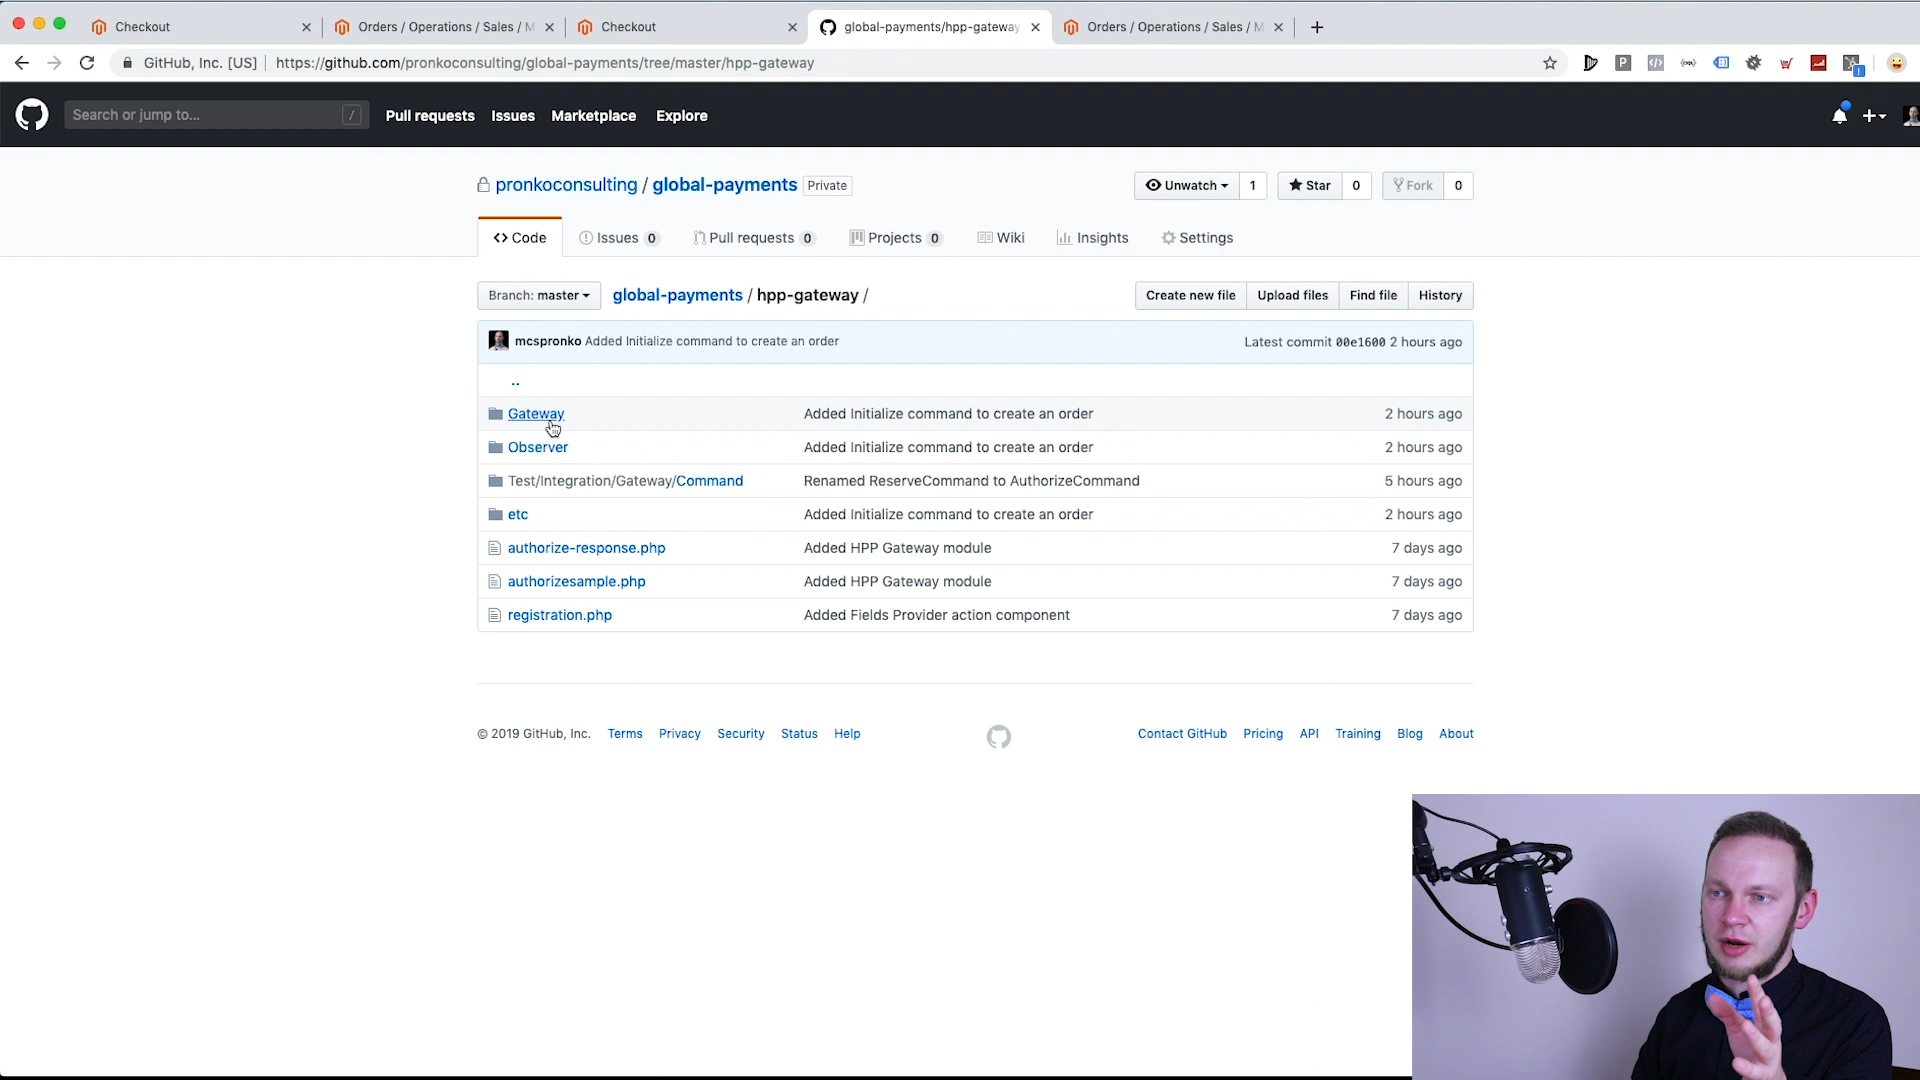 Checkout
Orders / Operations / Sales / M
Checkout
global-payments/hpp-gateway
Orders / Operations / Sales / M
GitHub, Inc. [US]
https://github.com/pronkoconsulting/global-payments/tree/master/hpp-gateway
Search or jump to...
/
Pull requests
Issues
Marketplace
Explore
pronkoconsulting / global-payments
Private
Unwatch
1
Star
0
Fork
0
Code
Issues 0
Pull requests 0
Projects 0
Wiki
Insights
Settings
Branch: master
global-payments / hpp-gateway /
Create new file
Upload files
Find file
History
mcspronko Added Initialize command to create an order
Latest commit 00e1600 2 hours ago
..
Gateway
Added Initialize command to create an order
2 hours ago
Observer
Added Initialize command to create an order
2 hours ago
Test/Integration/Gateway/Command
Renamed ReserveCommand to AuthorizeCommand
5 hours ago
etc
Added Initialize command to create an order
2 hours ago
authorize-response.php
Added HPP Gateway module
7 days ago
authorizesample.php
Added HPP Gateway module
7 days ago
registration.php
Added Fields Provider action component
7 days ago
© 2019 GitHub, Inc.
Terms
Privacy
Security
Status
Help
Contact GitHub
Pricing
API
Training
Blog
About